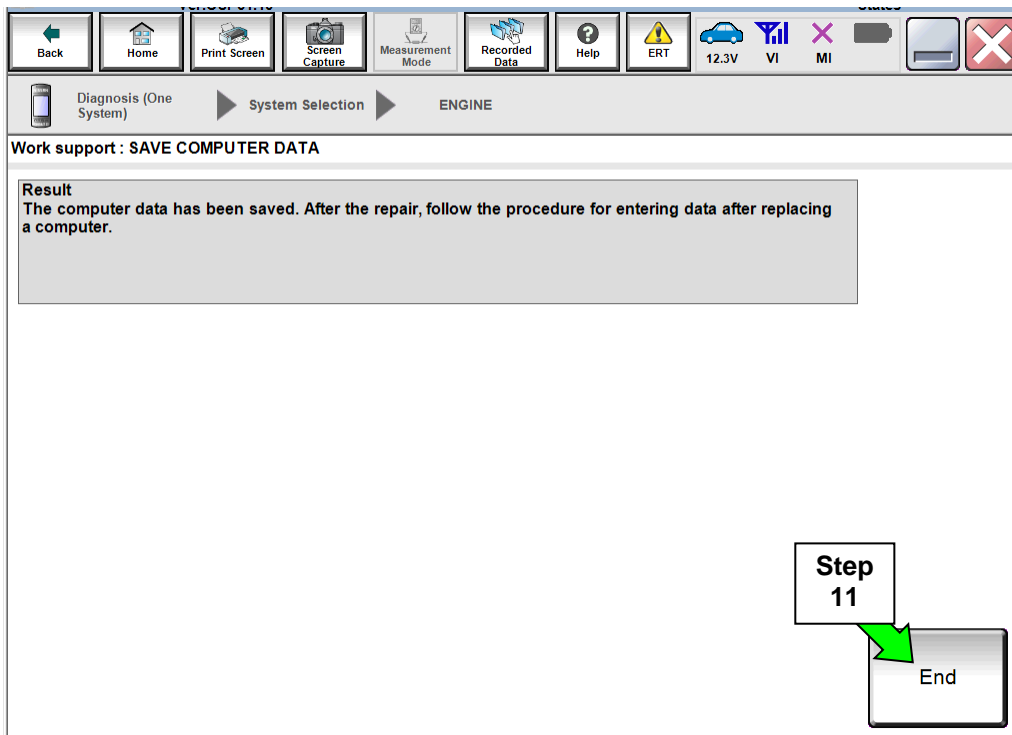 Back
Home
Print Screen
Screen
Capture
Measurement
Mode
Recorded
Data
Help
ERT
12.3V
VI
MI
Diagnosis (One
System)
System Selection
ENGINE
Work support : SAVE COMPUTER DATA
Result
The computer data has been saved. After the repair, follow the procedure for entering data after replacing
a computer.
Step
11
End